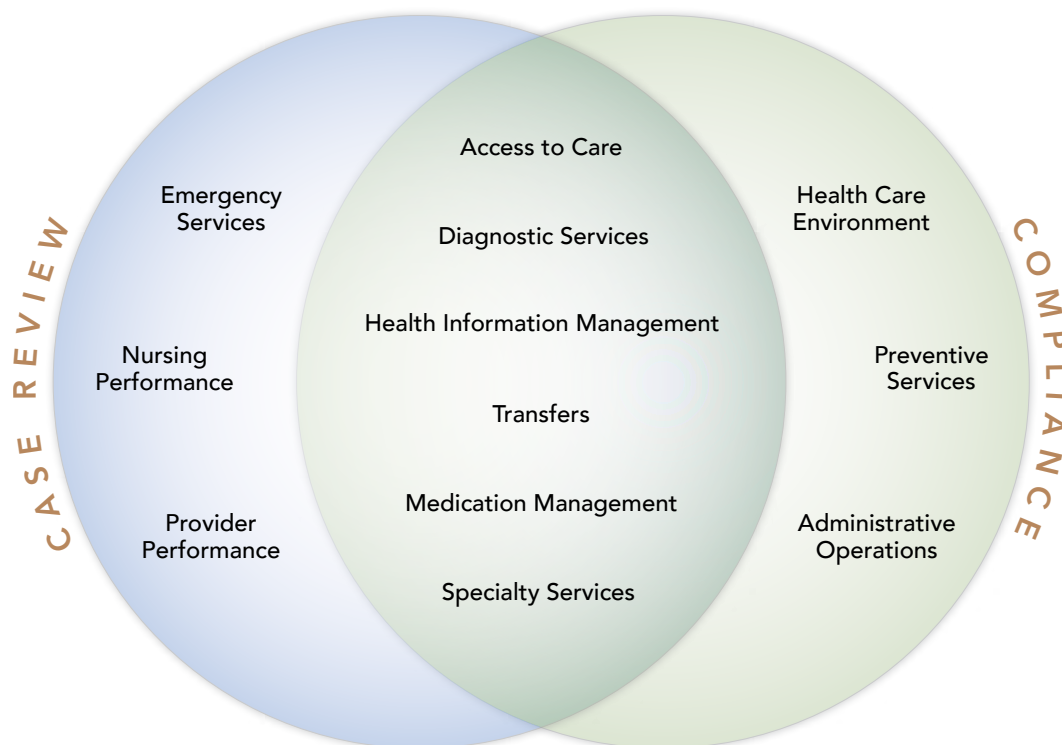 CASE REVIEW
Emergency
Services
Nursing
Performance
Provider
Performance
Access to Care
Diagnostic Services
Health Information Management
Transfers
Medication Management
Specialty Services
Health Care
Environment
Preventive
Services
Administrative
Operations
COMPLIANCE